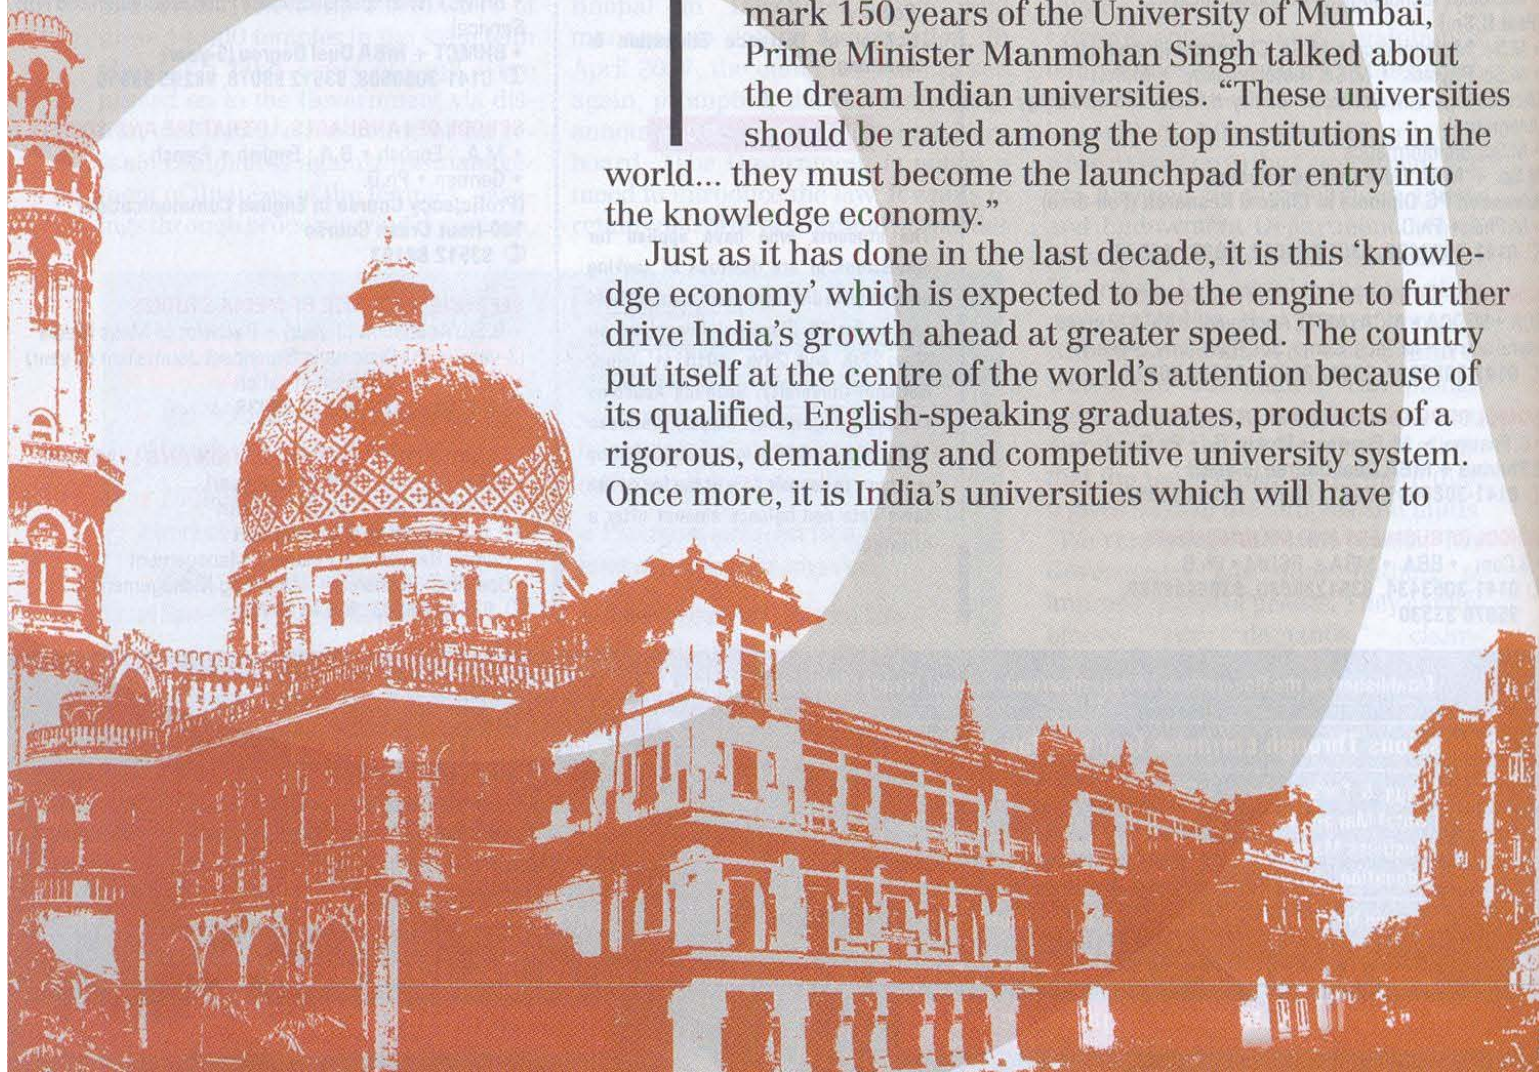 mark 150 years of the University of Mumbai,
Prime Minister Manmohan Singh talked about
the dream Indian universities. “These universities
should be rated among the top institutions in the
world... they must become the launchpad for entry into
the knowledge economy.”
Just as it has done in the last decade, it is this ‘knowle-
dge economy’ which is expected to be the engine to further
drive India’s growth ahead at greater speed. The country
put itself at the centre of the world’s attention because of
its qualified, English-speaking graduates, products of a
rigorous, demanding and competitive university system.
Once more, it is India’s universities which will have to